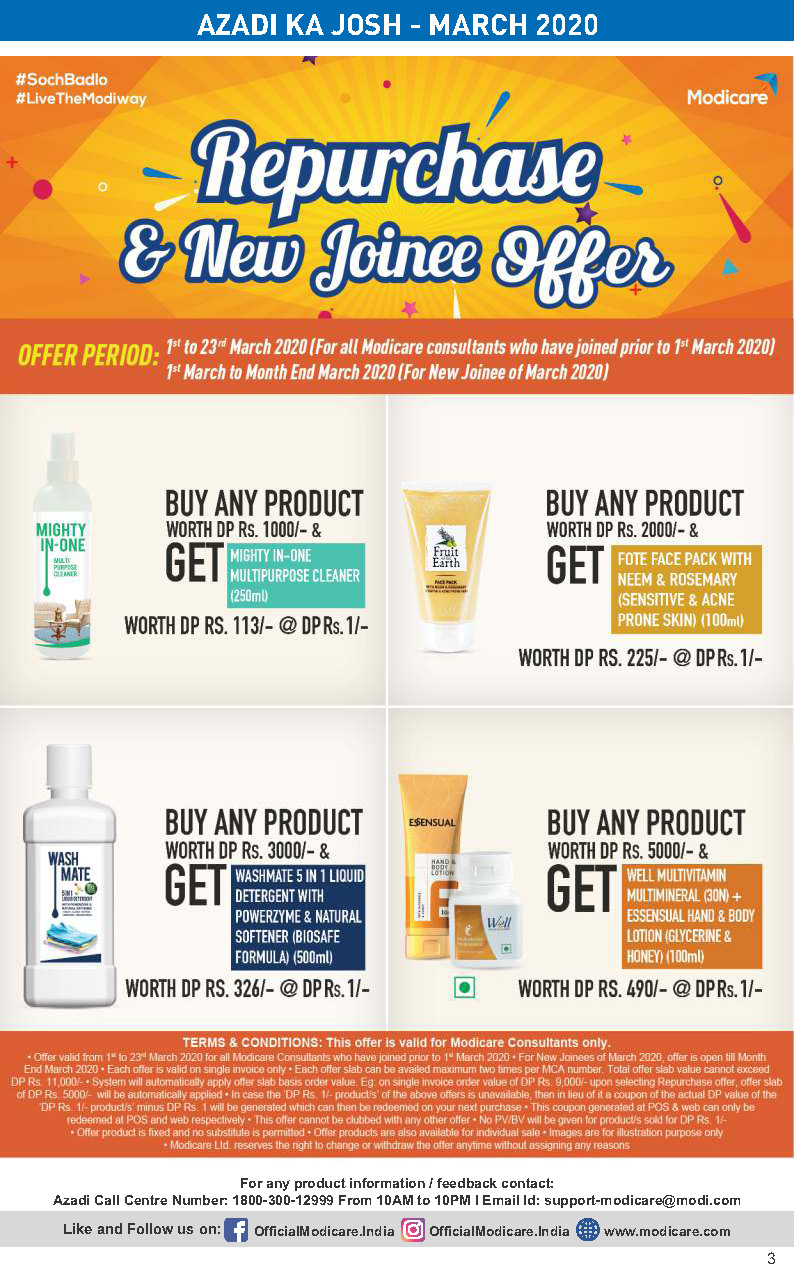 AZADI KA JOSH - MARCH 2020
#SochBadlo
#LiveTheModiway
Modicare
Repurchase
& New Joinee Offer
OFFER PERIOD:
1st to 23rd March 2020 (For all Modicare consultants who have joined prior to 1st March 2020)
1st March to Month End March 2020 (For New Joinee of March 2020)
MIGHTY
IN-ONE
MULTI
PURPOSE
CLEANER
BUY ANY PRODUCT
WORTH DP Rs. 1000/- &
GET
MIGHTY IN-ONE
MULTIPURPOSE CLEANER
(250ml)
WORTH DP RS. 113/- @ DP Rs. 1/-
Fruit
of the
Earth
FACE PACK
BUY ANY PRODUCT
WORTH DP Rs. 2000/- &
GET
FOTE FACE PACK WITH
NEEM & ROSEMARY
(SENSITIVE & ACNE
PRONE SKIN) (100ml)
WORTH DP RS. 225/- @ DP Rs. 1/-
WASH
MATE
5 IN 1
LIQUID DETERGENT
BUY ANY PRODUCT
WORTH DP Rs. 3000/- &
GET
WASHMATE 5 IN 1 LIQUID
DETERGENT WITH
POWERZYME & NATURAL
SOFTENER (BIOSAFE
FORMULA) (500ml)
WORTH DP RS. 326/- @ DP Rs. 1/-
ESSENSUAL
HAND &
BODY
LOTION
Well
BUY ANY PRODUCT
WORTH DP Rs. 5000/- &
GET
WELL MULTIVITAMIN
MULTIMINERAL (30N) +
ESSENSUAL HAND & BODY
LOTION (GLYCERINE &
HONEY) (100ml)
WORTH DP RS. 490/- @ DP Rs. 1/-
TERMS & CONDITIONS: This offer is valid for Modicare Consultants only.
• Offer valid from 1st to 23rd March 2020 for all Modicare Consultants who have joined prior to 1st March 2020 • For New Joinees of March 2020, offer is open till Month
End March 2020 • Each offer is valid on single invoice only • Each offer slab can be availed maximum two times per MCA number. Total offer slab value cannot exceed
DP Rs. 11,000/- • System will automatically apply offer slab basis order value. Eg: on single invoice order value of DP Rs. 9,000/- upon selecting Repurchase offer, offer slab
of DP Rs. 5000/- will be automatically applied • In case the 'DP Rs. 1/- product/s' of the above offers is unavailable, then in lieu of it a coupon of the actual DP value of the
'DP Rs. 1/- product/s' minus DP Rs. 1 will be generated which can then be redeemed on your next purchase • This coupon generated at POS & web can only be
redeemed at POS and web respectively • This offer cannot be clubbed with any other offer • No PV/BV will be given for product/s sold for DP Rs. 1/-
• Offer product is fixed and no substitute is permitted • Offer products are also available for individual sale • Images are for illustration purpose only
• Modicare Ltd. reserves the right to change or withdraw the offer anytime without assigning any reasons
For any product information / feedback contact:
Azadi Call Centre Number: 1800-300-12999 From 10AM to 10PM I Email Id: support-modicare@modi.com
Like and Follow us on: OfficialModicare.India OfficialModicare.India www.modicare.com
3